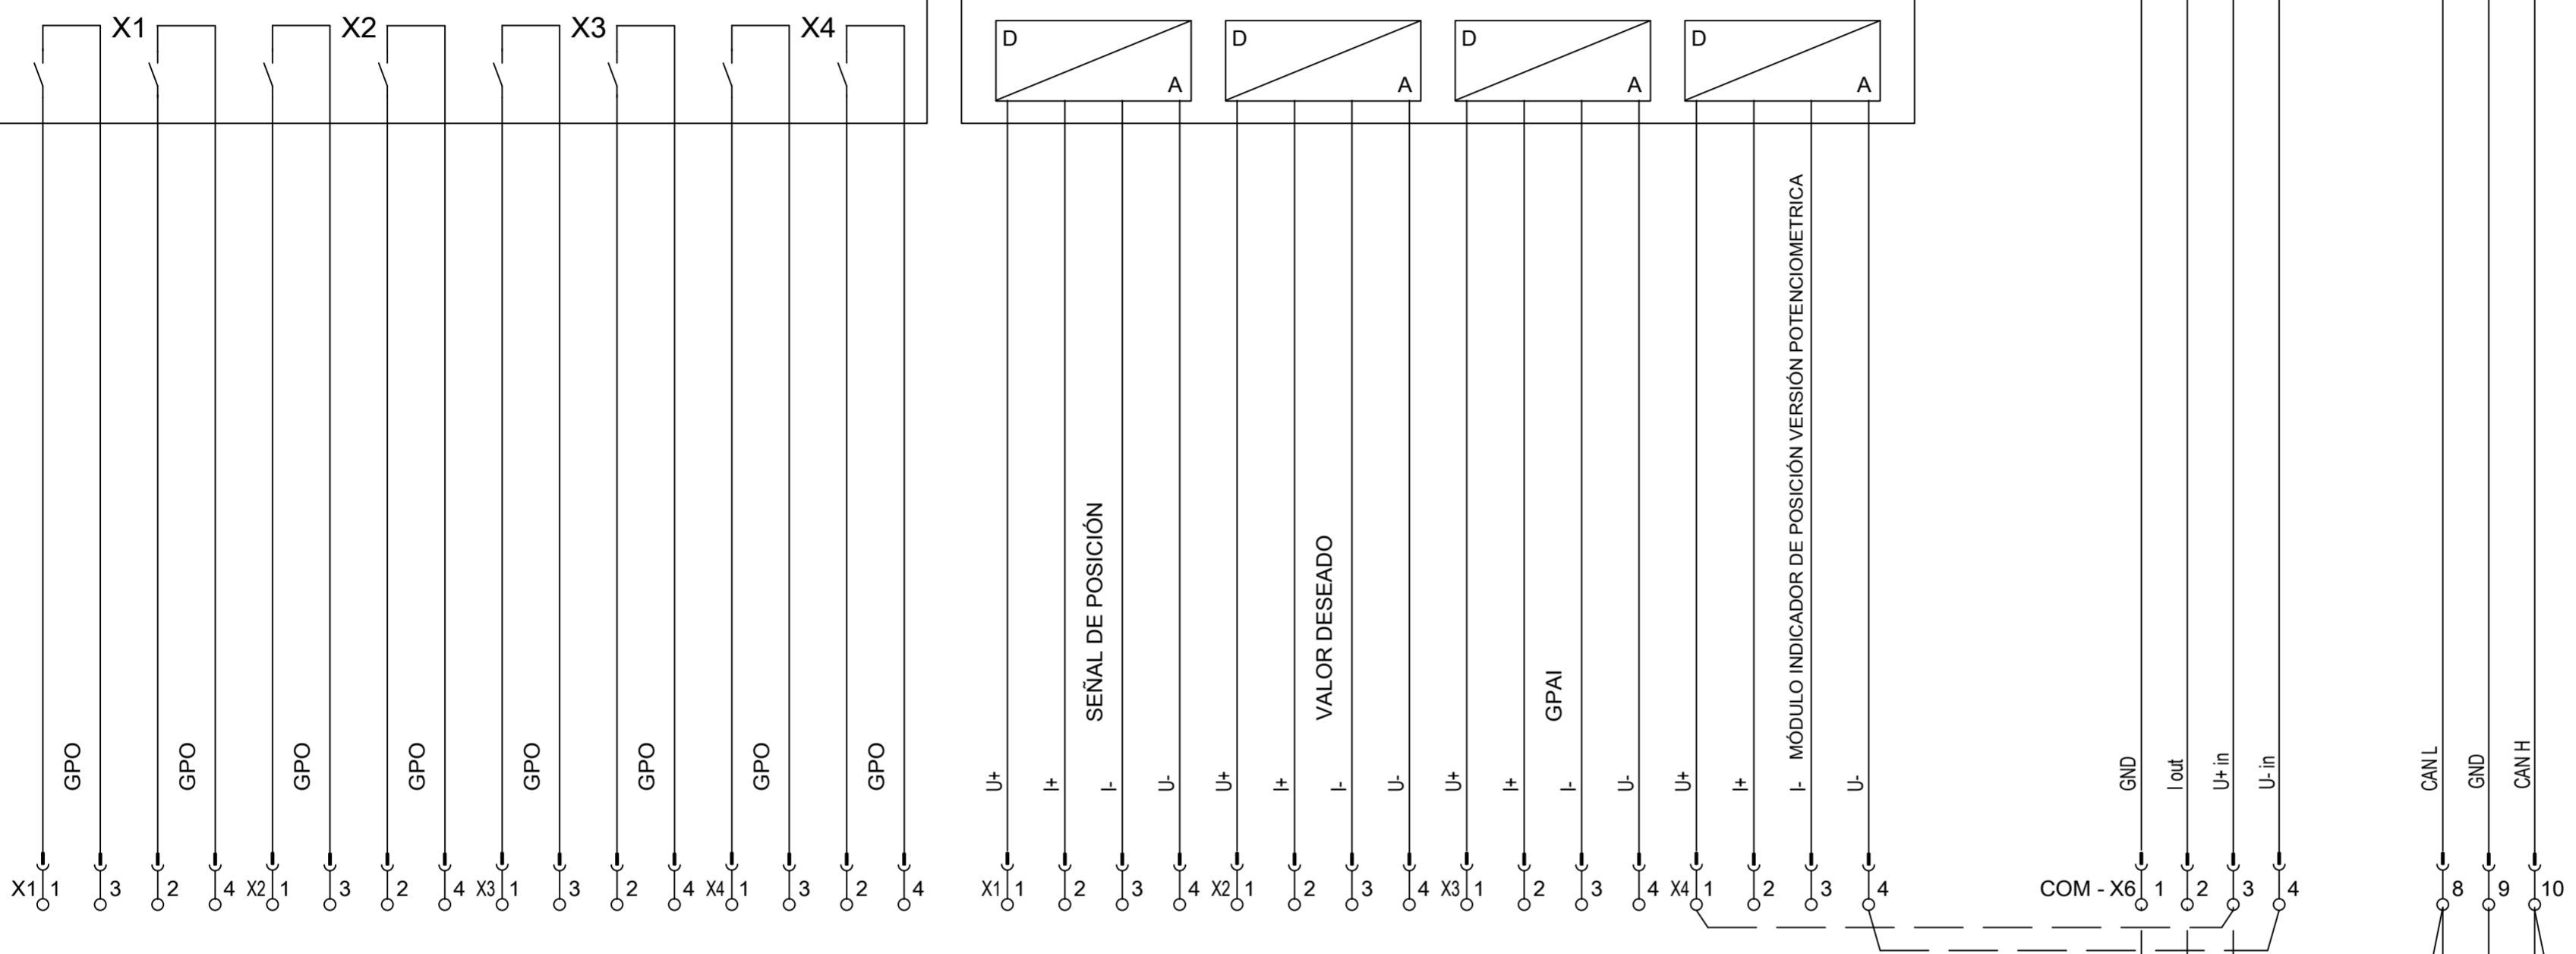 X1 X2 X3 X4
D D D D
A A A A
MÓDULO INDICADOR DE POSICIÓN VERSIÓN POTENCIOMETRICA
SEÑAL DE POSICIÓN
VALOR DESEADO
GPAI
GPO GPO GPO GPO GPO GPO GPO GPO
U+ I+ I- U- U+ I+ I- U- U+ I+ I- U- U+ I+ I- U-
GND I out U+ in U- in
CAN L GND CAN H
X1 1 3 2 4 X2 1 3 2 4 X3 1 3 2 4 X4 1 3 2 4
X1 1 2 3 4 X2 1 2 3 4 X3 1 2 3 4 X4 1 2 3 4
COM - X6 1 2 3 4
8 9 10